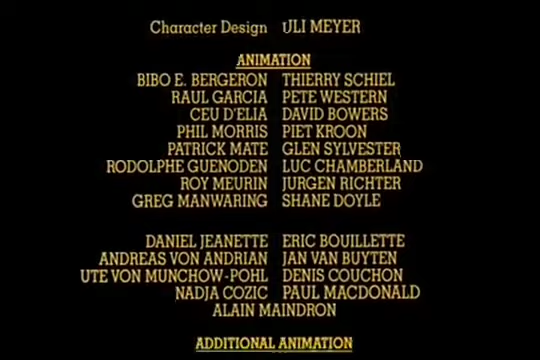 Character Design ULI MEYER
ANIMATION
BIBO E. BERGERON THIERRY SCHIEL
RAUL GARCIA PETE WESTERN
CEU D'ELIA DAVID BOWERS
PHIL MORRIS PIET KROON
PATRICK MATE GLEN SYLVESTER
RODOLPHE GUENODEN LUC CHAMBERLAND
ROY MEURIN JURGEN RICHTER
GREG MANWARING SHANE DOYLE
DANIEL JEANETTE ERIC BOUILLETTE
ANDREAS VON ANDRIAN JAN VAN BUYTEN
UTE VON MUNCHOW-POHL DENIS COUCHON
NADJA COZIC PAUL MACDONALD
ALAIN MAINDRON
ADDITIONAL ANIMATION